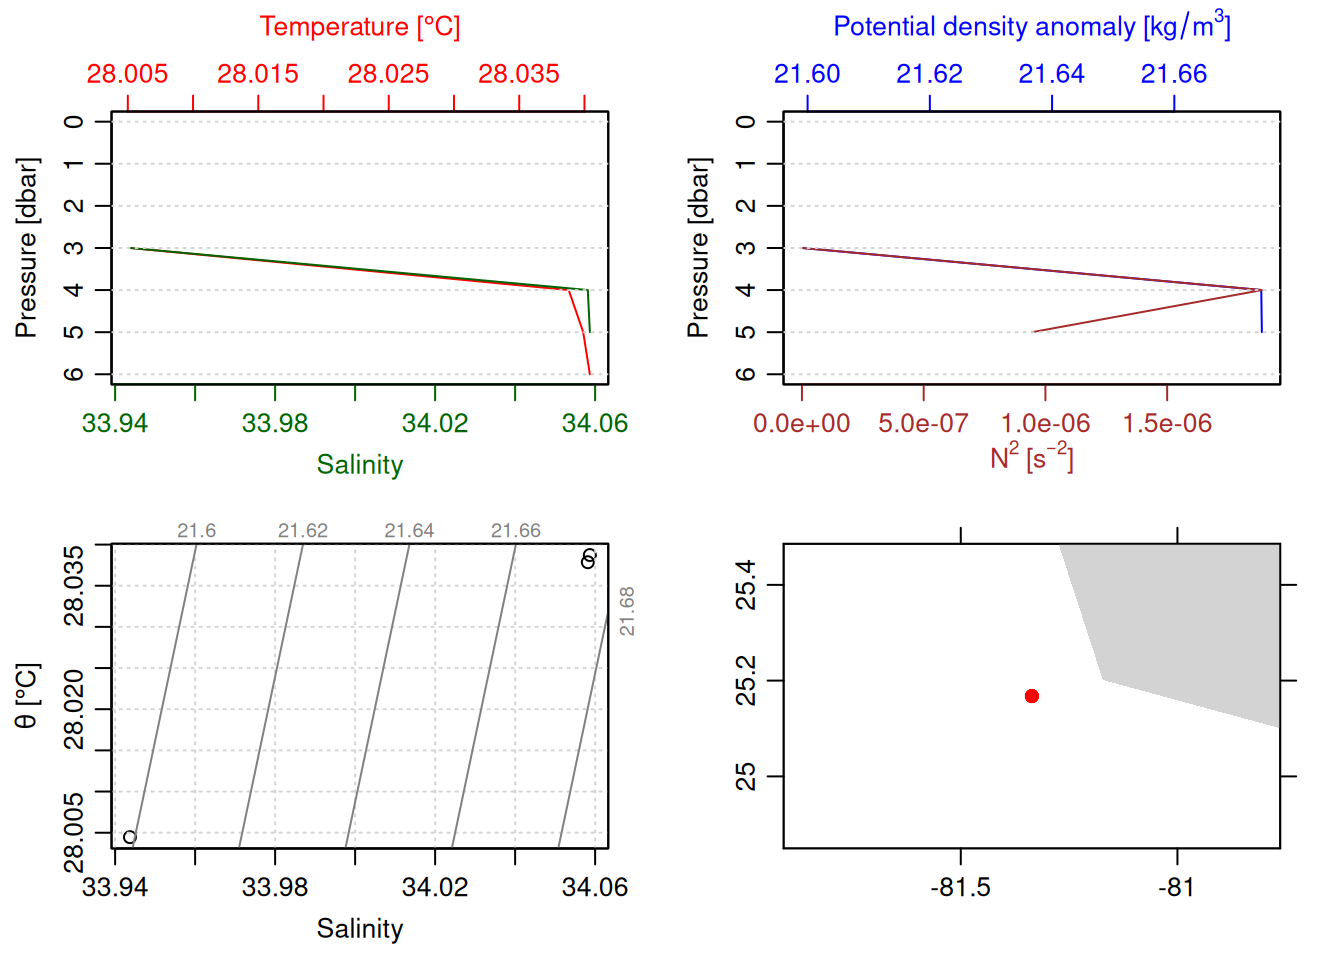 Temperature [°C]
28.005 28.015 28.025 28.035
0
1
2
3
4
5
6
Pressure [dbar]
33.94 33.98 34.02 34.06
Salinity
Potential density anomaly [kg/m³]
21.60 21.62 21.64 21.66
0
1
2
3
4
5
6
Pressure [dbar]
0.0e+00 5.0e-07 1.0e-06 1.5e-06
N² [s⁻²]
21.6 21.62 21.64 21.66
21.68
28.035
28.020
28.005
θ [°C]
33.94 33.98 34.02 34.06
Salinity
25.4
25.2
25
-81.5 -81